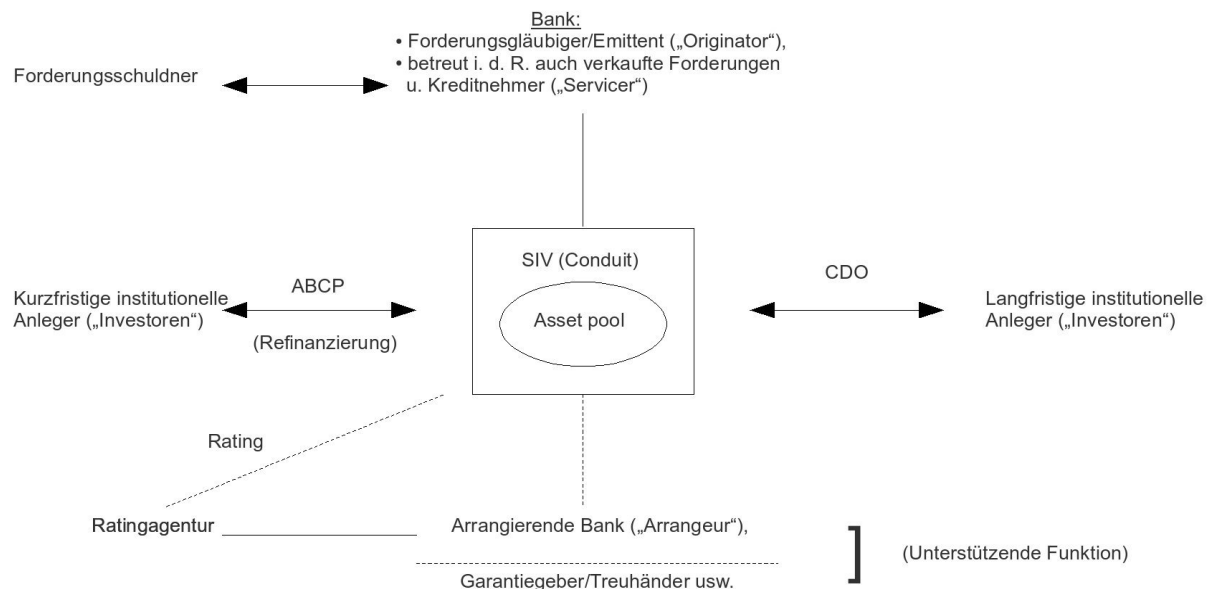 Bank:
• Forderungsgläubiger/Emittent („Originator“),
• betreut i. d. R. auch verkaufte Forderungen
u. Kreditnehmer („Servicer“)
Forderungsschuldner
SIV (Conduit)
Asset pool
ABCP
(Refinanzierung)
Kurzfristige institutionelle
Anleger („Investoren“)
CDO
Langfristige institutionelle
Anleger („Investoren“)
Rating
Ratingagentur
Arrangierende Bank („Arrangeur“),
Garantiegeber/Treuhänder usw.
(Unterstützende Funktion)